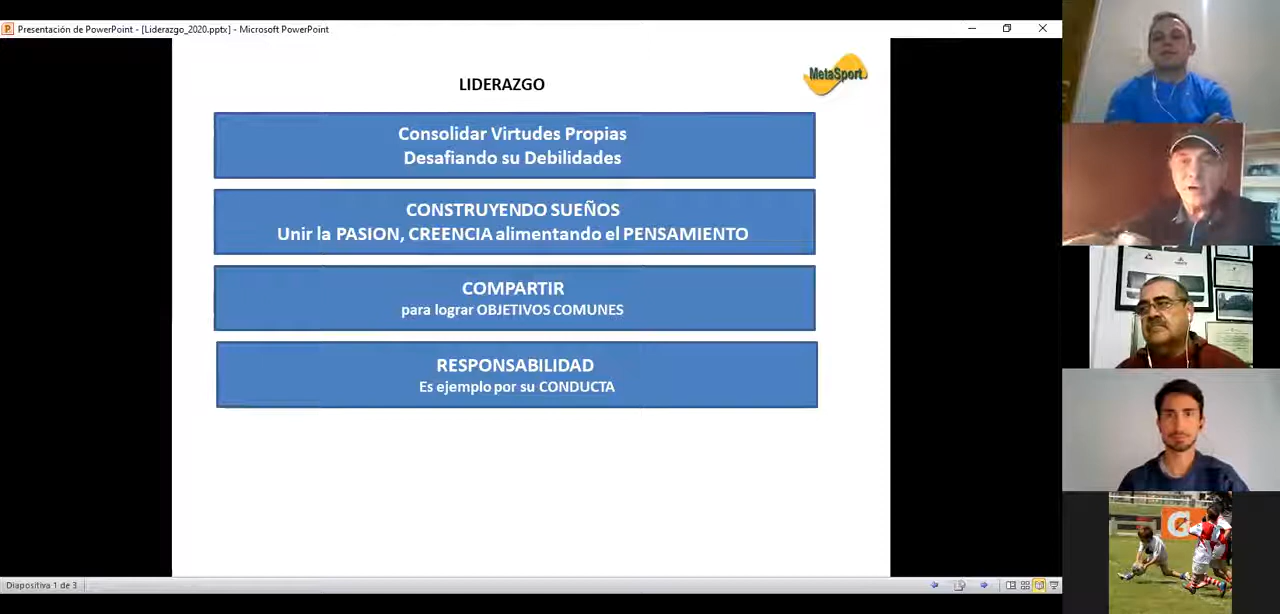 Presentación de PowerPoint - [Liderazgo_2020.pptx] - Microsoft PowerPoint
LIDERAZGO
MetaSport
Consolidar Virtudes Propias
Desafiando su Debilidades
CONSTRUYENDO SUEÑOS
Unir la PASION, CREENCIA alimentando el PENSAMIENTO
COMPARTIR
para lograr OBJETIVOS COMUNES
RESPONSABILIDAD
Es ejemplo por su CONDUCTA
G
Diapositiva 1 de 3